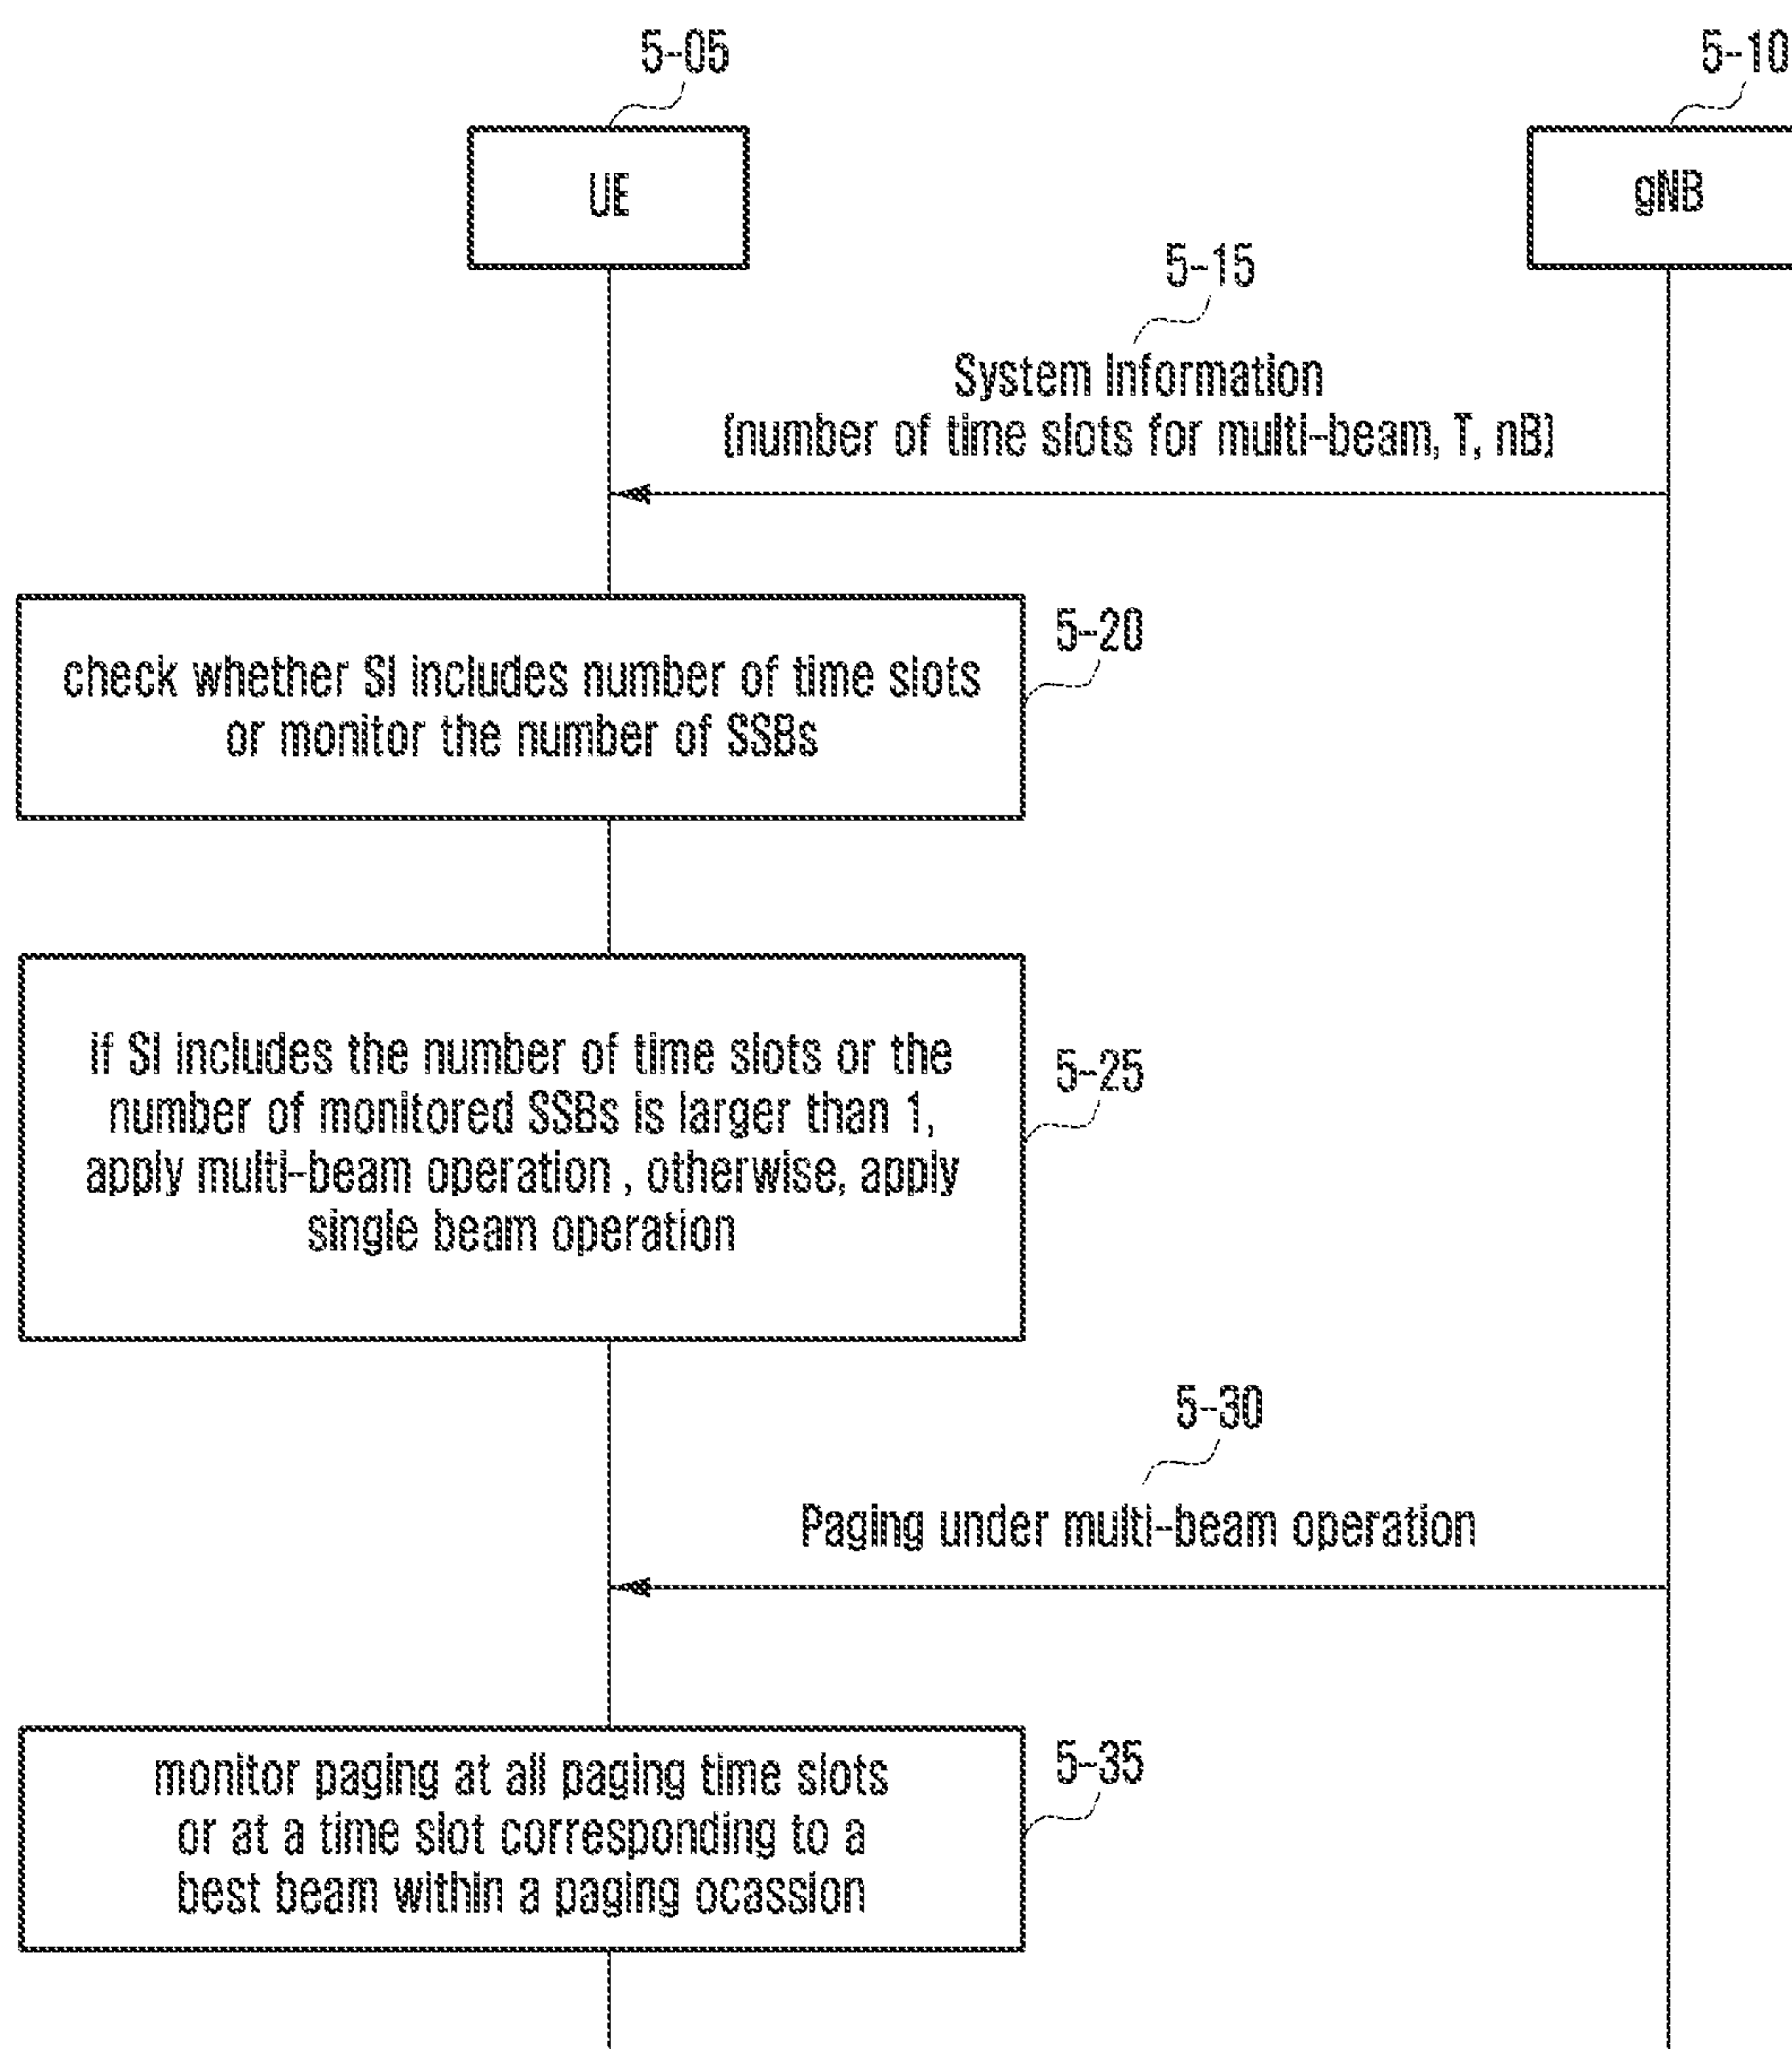 5-05
5-10
UE
gNB
5-15
System Information
(number of time slots for multi-beam, T, nB)
5-20
check whether SI includes number of time slots
or monitor the number of SSBs
if SI includes the number of time slots or the
number of monitored SSBs is larger than 1,
apply multi-beam operation , otherwise, apply
single beam operation
5-25
5-30
Paging under multi-beam operation
5-35
monitor paging at all paging time slots
or at a time slot corresponding to a
best beam within a paging ocassion